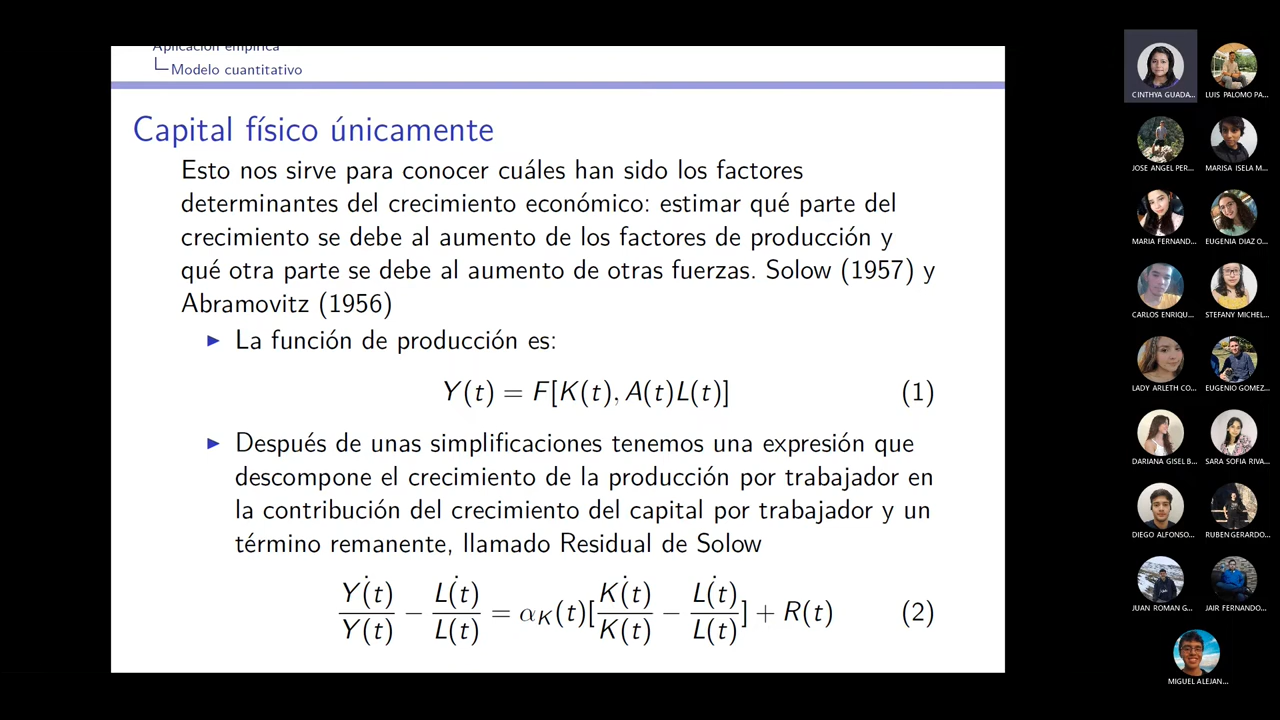 Aplicación empírica
Modelo cuantitativo
Capital físico únicamente
Esto nos sirve para conocer cuáles han sido los factores
determinantes del crecimiento económico: estimar qué parte del
crecimiento se debe al aumento de los factores de producción y
qué otra parte se debe al aumento de otras fuerzas. Solow (1957) y
Abramovitz (1956)
▶ La función de producción es:
Y(t) = F[K(t), A(t)L(t)] (1)
▶ Después de unas simplificaciones tenemos una expresión que
descompone el crecimiento de la producción por trabajador en
la contribución del crecimiento del capital por trabajador y un
término remanente, llamado Residual de Solow
Ẏ(t)/Y(t) − L̇(t)/L(t) = αK(t)[K̇(t)/K(t) − L̇(t)/L(t)] + R(t) (2)
CINTHYA GUADA...
LUIS PALOMO PA...
JOSE ANGEL PER...
MARISA ISELA M...
MARIA FERNAND...
EUGENIA DIAZ O...
CARLOS ENRIQU...
STEFANY MICHEL...
LADY ARLETH CO...
EUGENIO GOMEZ...
DARIANA GISEL B...
SARA SOFIA RIVA...
DIEGO ALFONSO...
RUBEN GERARDO...
JUAN ROMAN G...
JAIR FERNANDO...
MIGUEL ALEJAN...